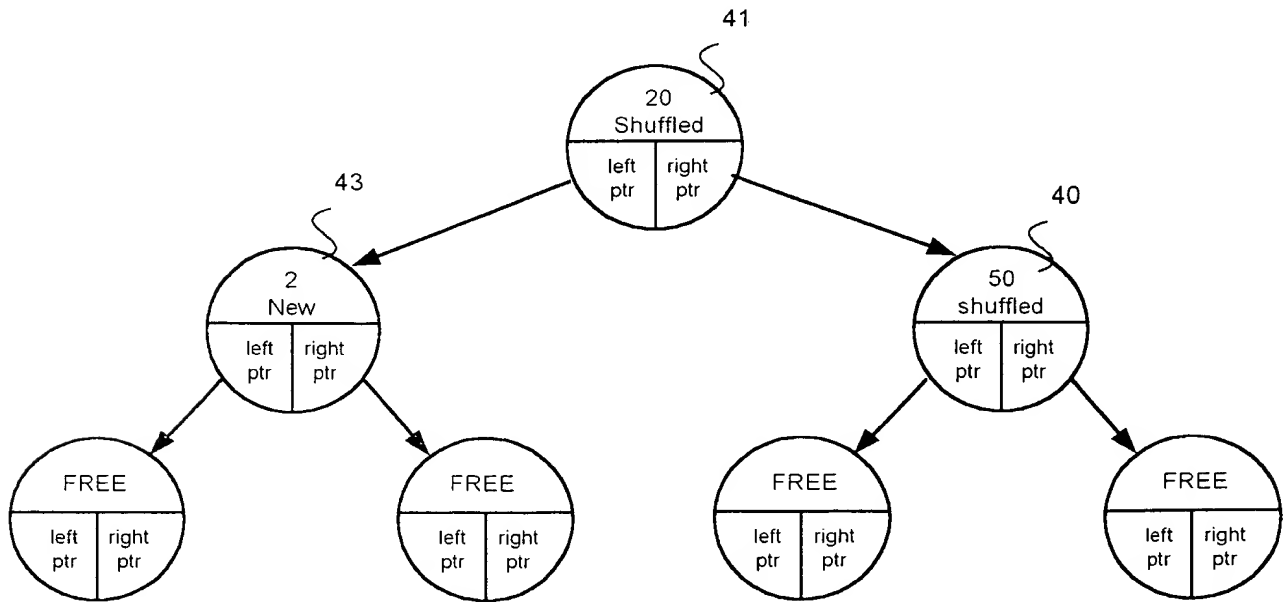 41
20
Shuffled
left ptr
right ptr
43
40
2
New
left ptr
right ptr
50
shuffled
left ptr
right ptr
FREE
left ptr
right ptr
FREE
left ptr
right ptr
FREE
left ptr
right ptr
FREE
left ptr
right ptr